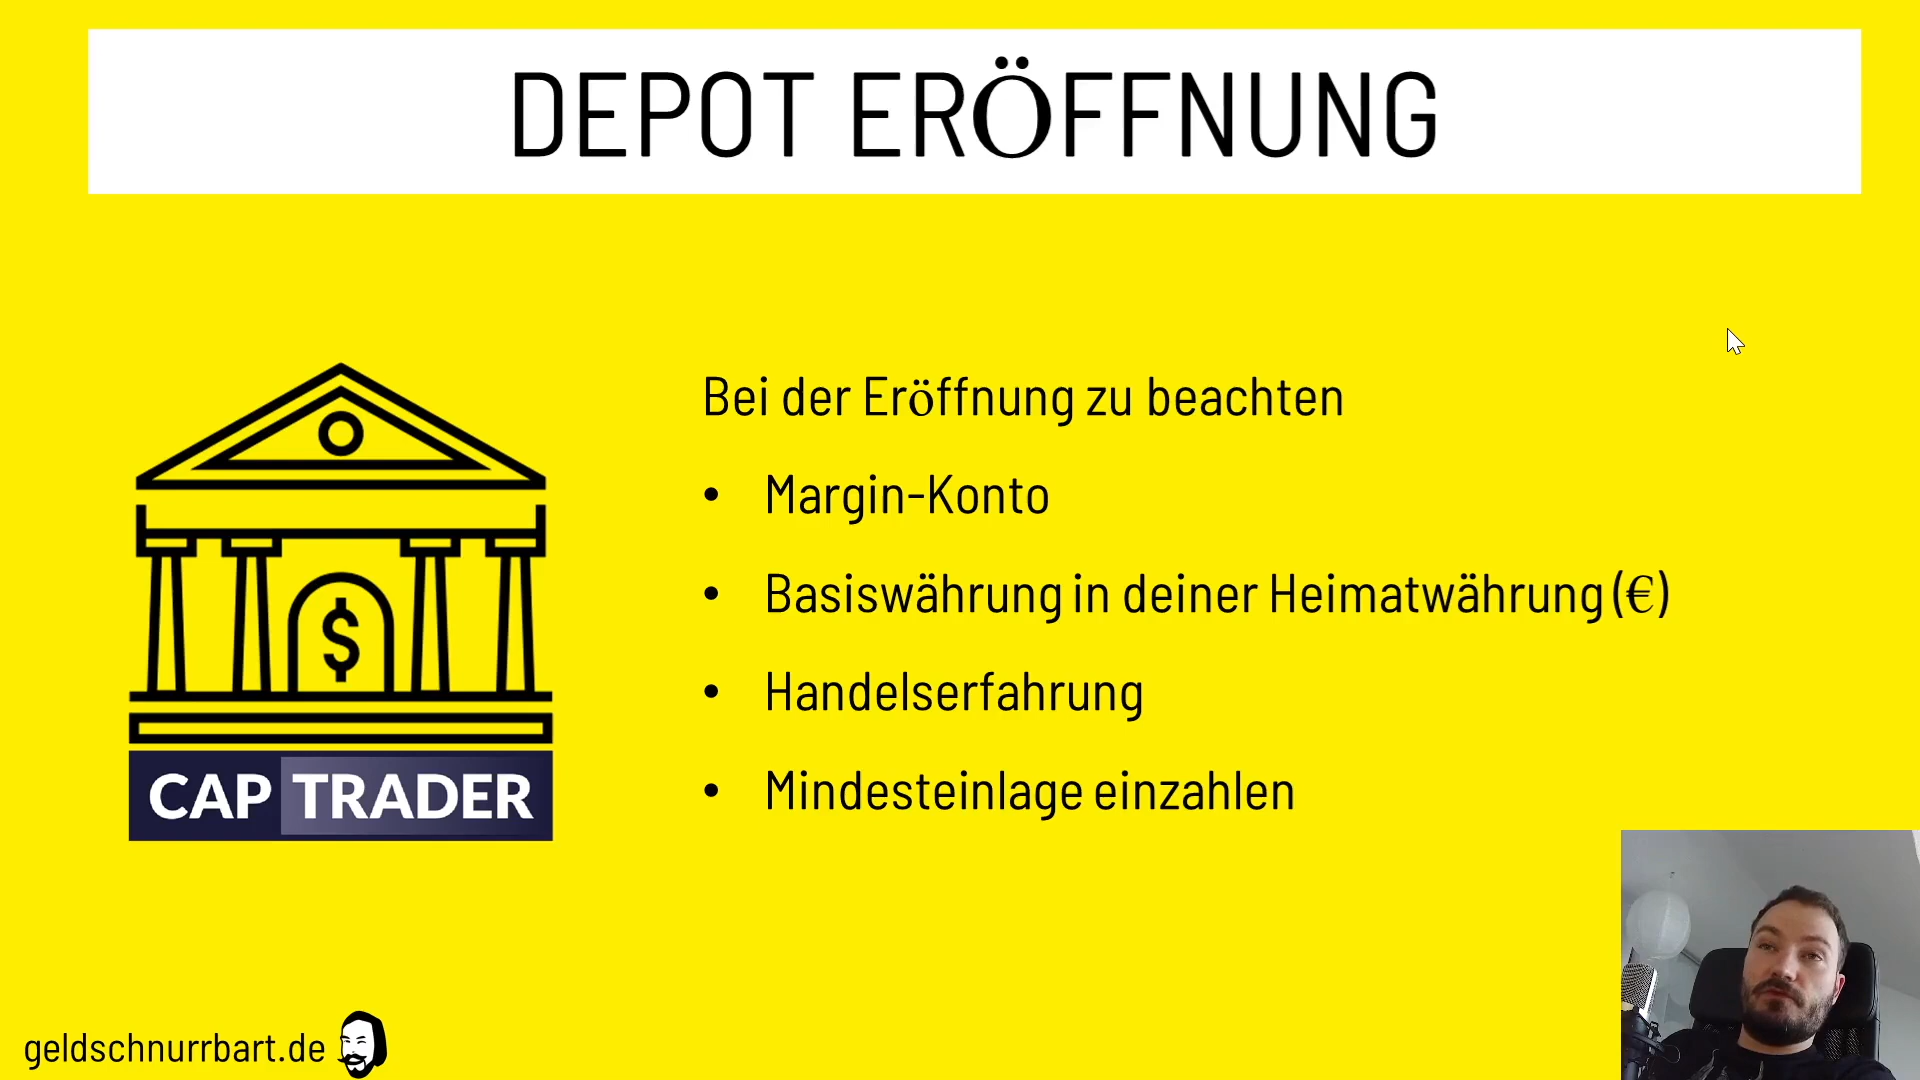 DEPOT ERÖFFNUNG
Bei der Eröffnung zu beachten
• Margin-Konto
• Basiswährung in deiner Heimatwährung (€)
• Handelserfahrung
• Mindesteinlage einzahlen
$
CAP TRADER
geldschnurrbart.de